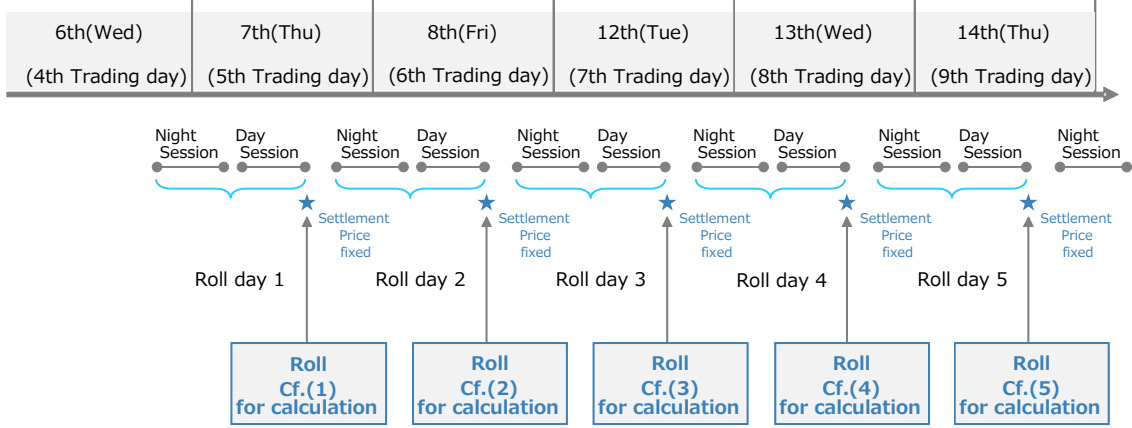 6th(Wed)
(4th Trading day)
7th(Thu)
(5th Trading day)
8th(Fri)
(6th Trading day)
12th(Tue)
(7th Trading day)
13th(Wed)
(8th Trading day)
14th(Thu)
(9th Trading day)
Night
Session
Day
Session
Night
Session
Day
Session
Night
Session
Day
Session
Night
Session
Day
Session
Night
Session
Day
Session
Night
Session
Settlement
Price
fixed
Settlement
Price
fixed
Settlement
Price
fixed
Settlement
Price
fixed
Settlement
Price
fixed
Roll day 1
Roll day 2
Roll day 3
Roll day 4
Roll day 5
Roll
Cf.(1)
for calculation
Roll
Cf.(2)
for calculation
Roll
Cf.(3)
for calculation
Roll
Cf.(4)
for calculation
Roll
Cf.(5)
for calculation